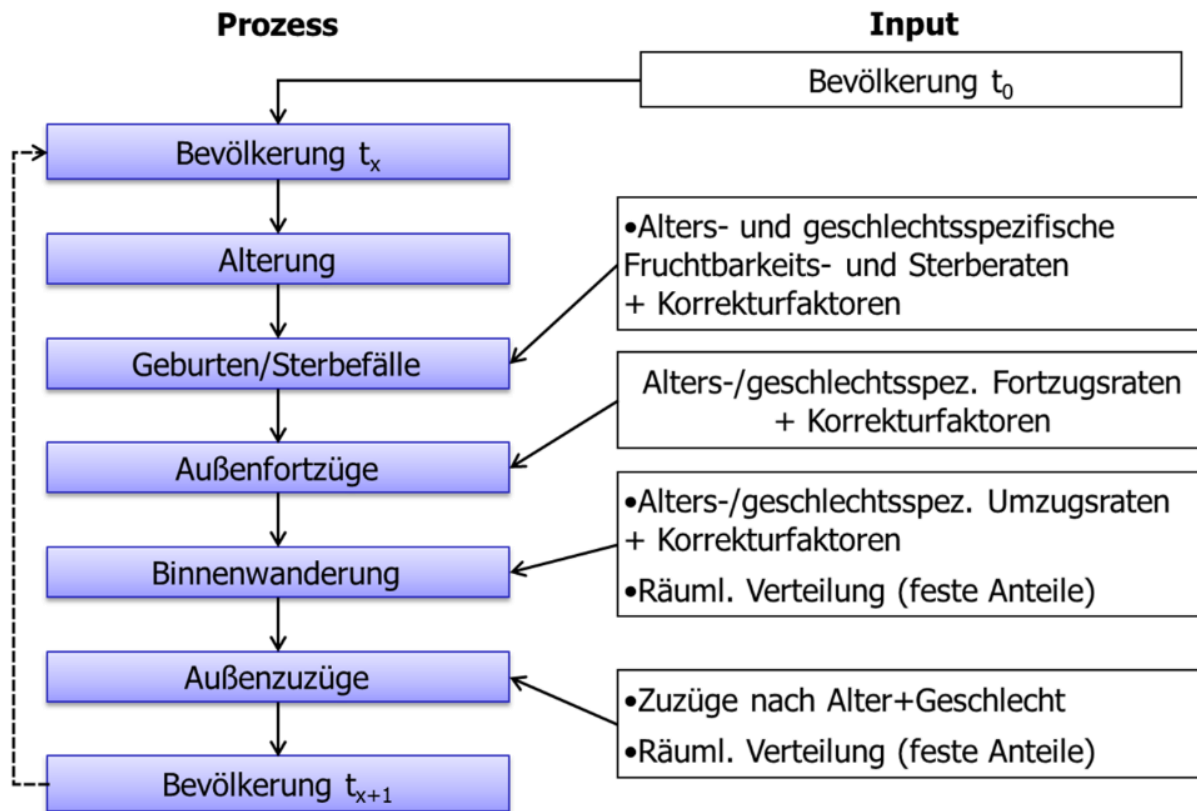 Prozess
Input
Bevölkerung t0
Bevölkerung tx
Alterung
•Alters- und geschlechtsspezifische
Fruchtbarkeits- und Sterberaten
+ Korrekturfaktoren
Geburten/Sterbefälle
Alters-/geschlechtsspez. Fortzugsraten
+ Korrekturfaktoren
Außenfortzüge
•Alters-/geschlechtsspez. Umzugsraten
+ Korrekturfaktoren
•Räuml. Verteilung (feste Anteile)
Binnenwanderung
Außenzuzüge
•Zuzüge nach Alter+Geschlecht
•Räuml. Verteilung (feste Anteile)
Bevölkerung tx+1